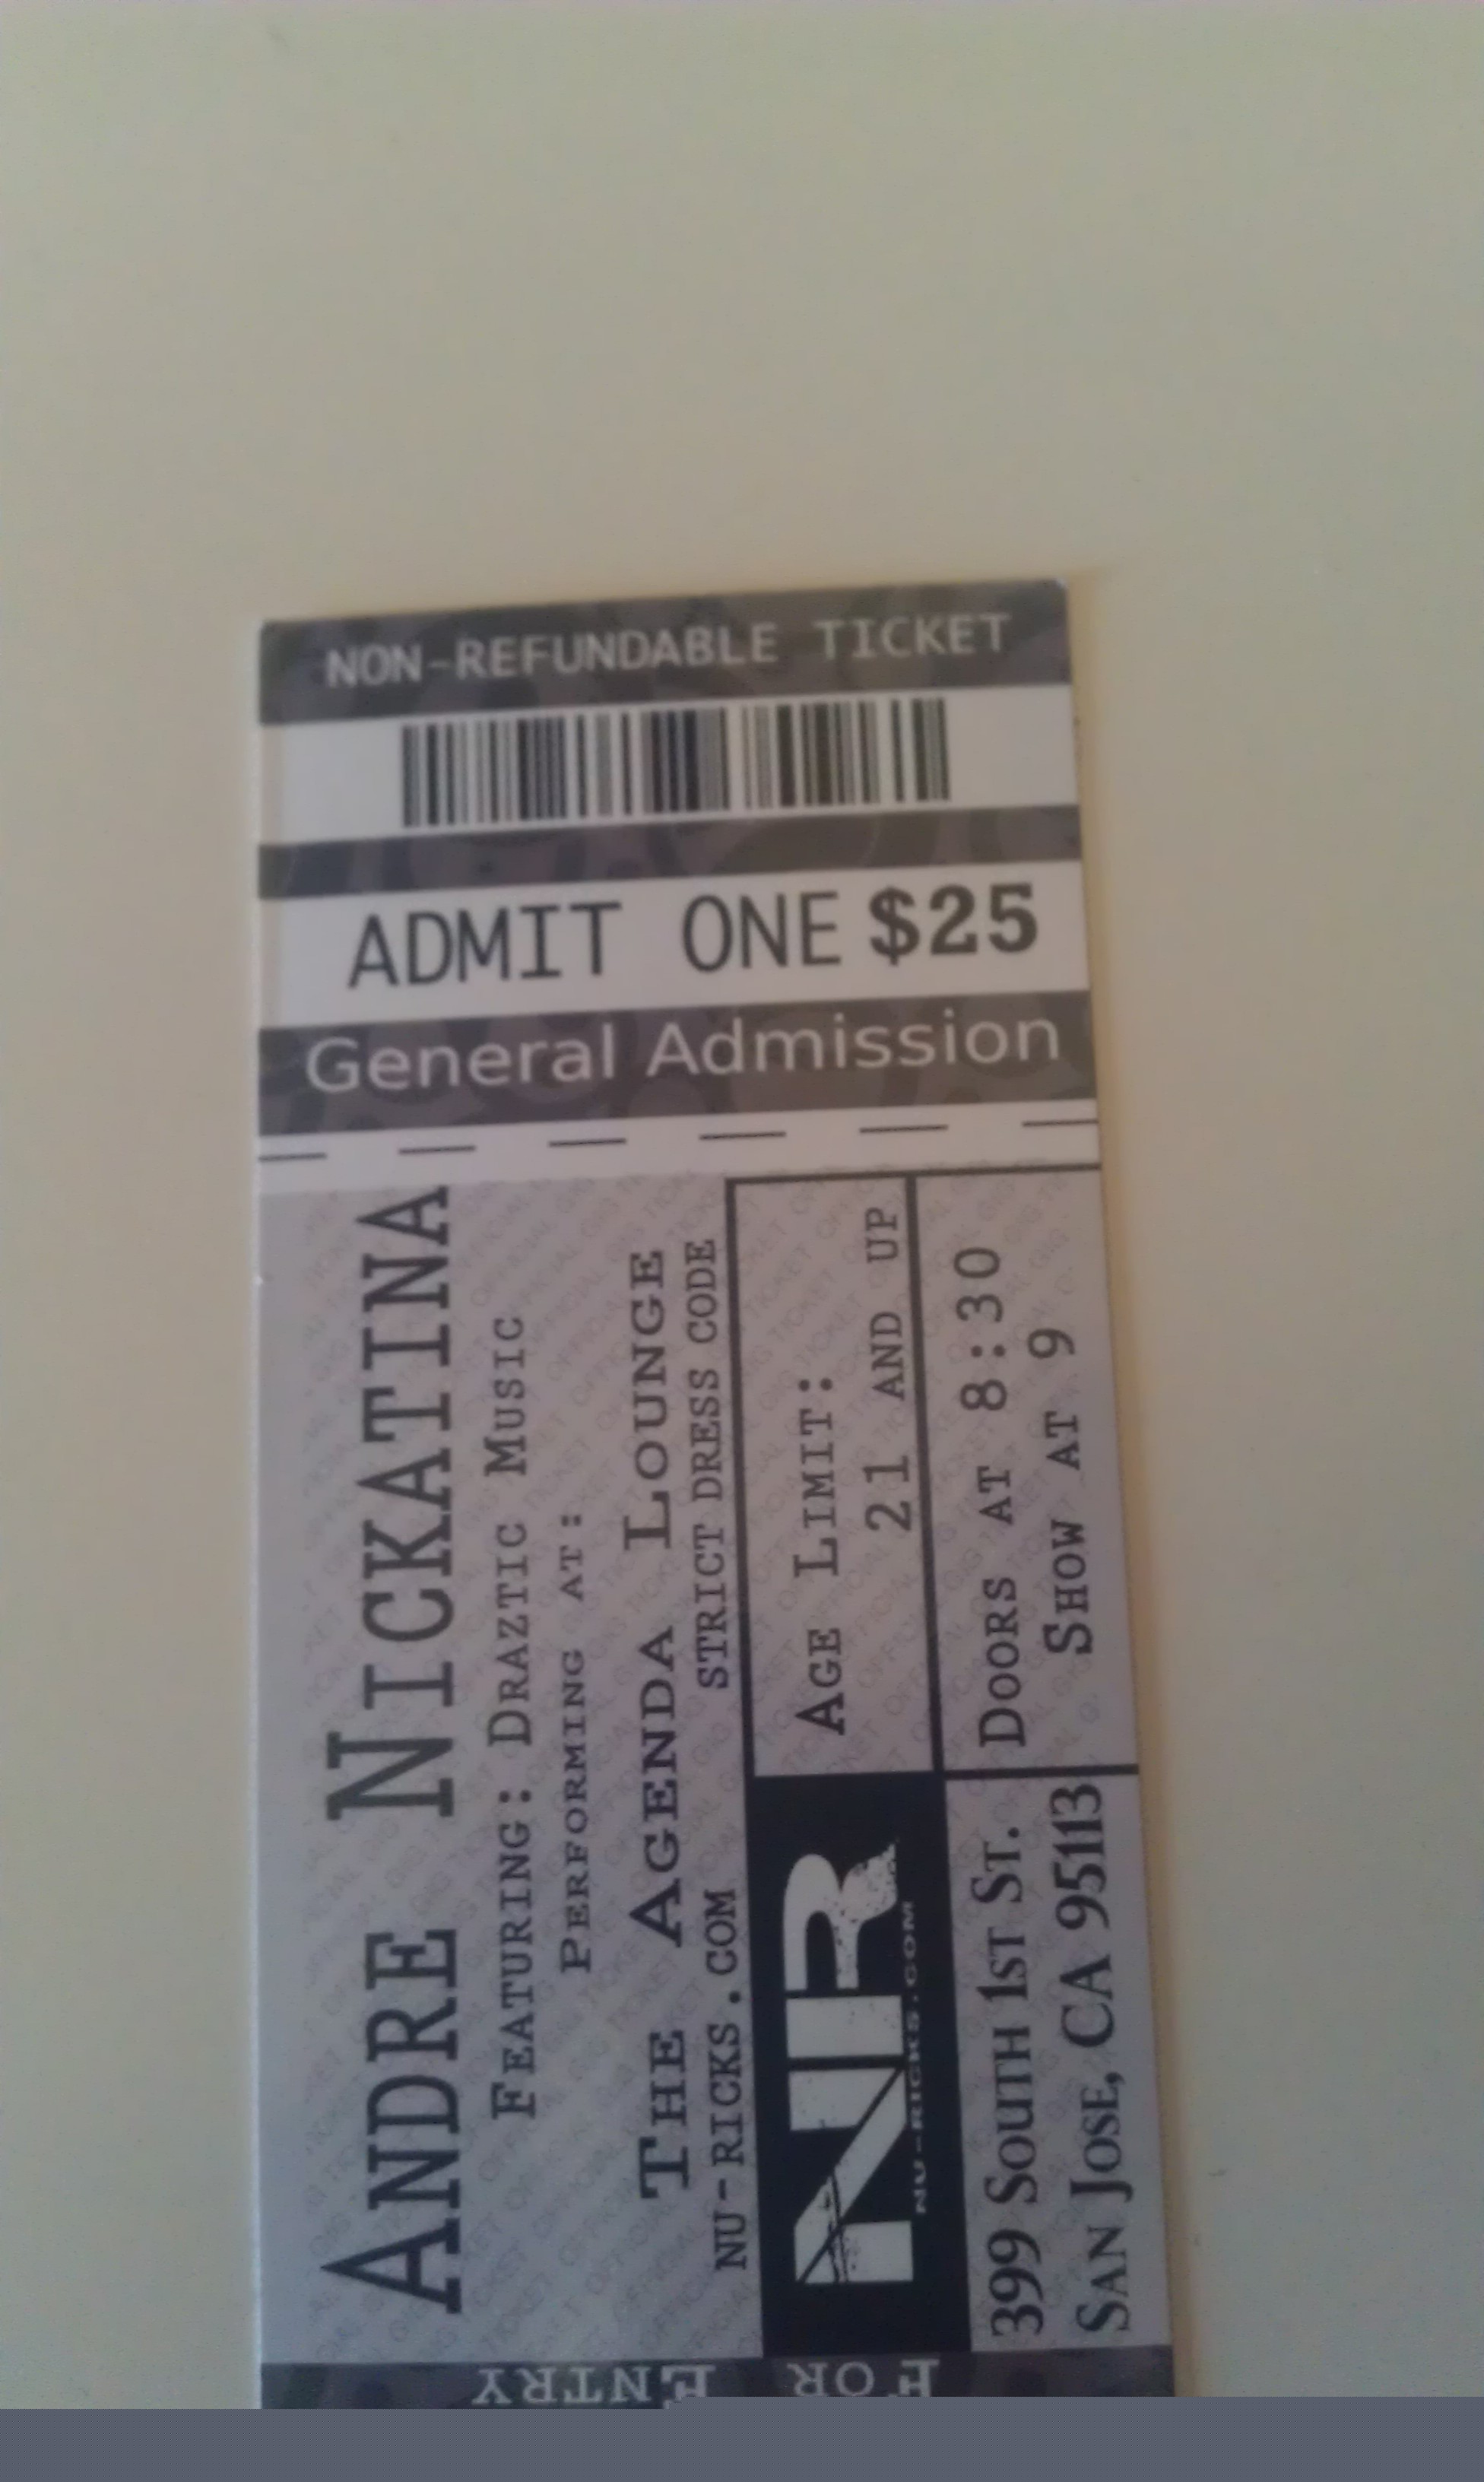 NON-REFUNDABLE TICKET
ADMIT ONE $25
General Admission
ANDRE NICKATINA
FEATURING: DRAZTIC MUSIC
PERFORMING AT:
THE AGENDA LOUNGE
NU-RICKS.COM STRICT DRESS CODE
NR
NU-RICKS.COM
AGE LIMIT:
21 AND UP
399 SOUTH 1ST ST.
SAN JOSE, CA 95113
DOORS AT 8:30
SHOW AT 9
FOR ENTRY